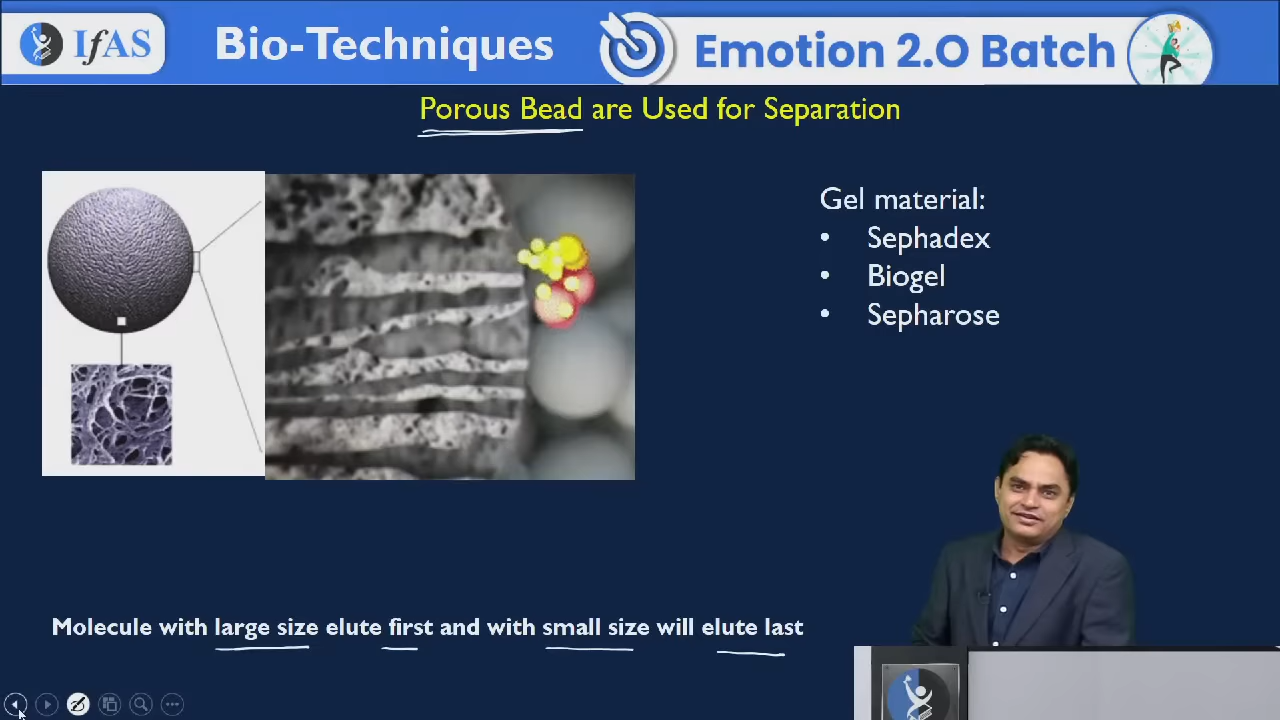 IfAS
Bio-Techniques
Emotion 2.O Batch
Porous Bead are Used for Separation
Gel material:
• Sephadex
• Biogel
• Sepharose
Molecule with large size elute first and with small size will elute last